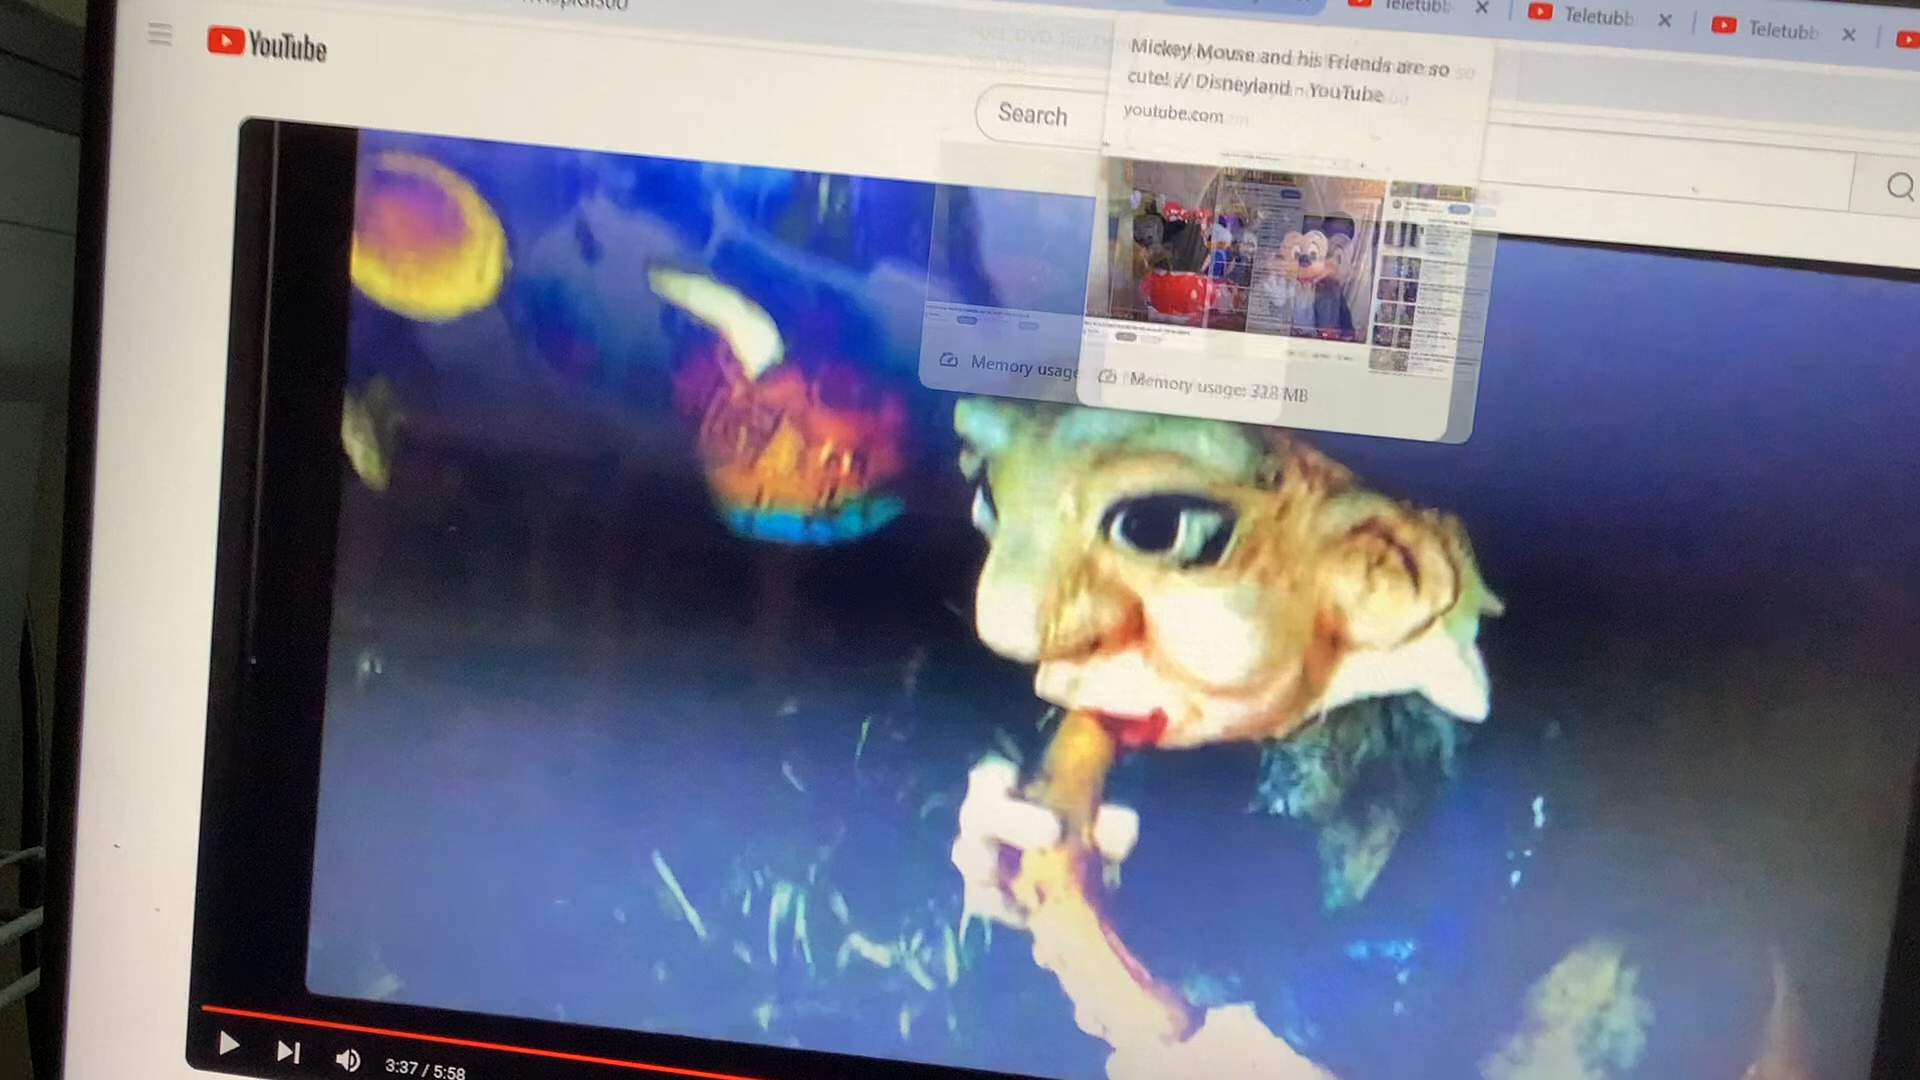 Teletubb
Teletubb
Teletubb
YouTube
Mickey Mouse and his Friends are so
cute! // Disneyland - YouTube
youtube.com
Search
Memory usage
Memory usage: MB
3:37 / 5:58